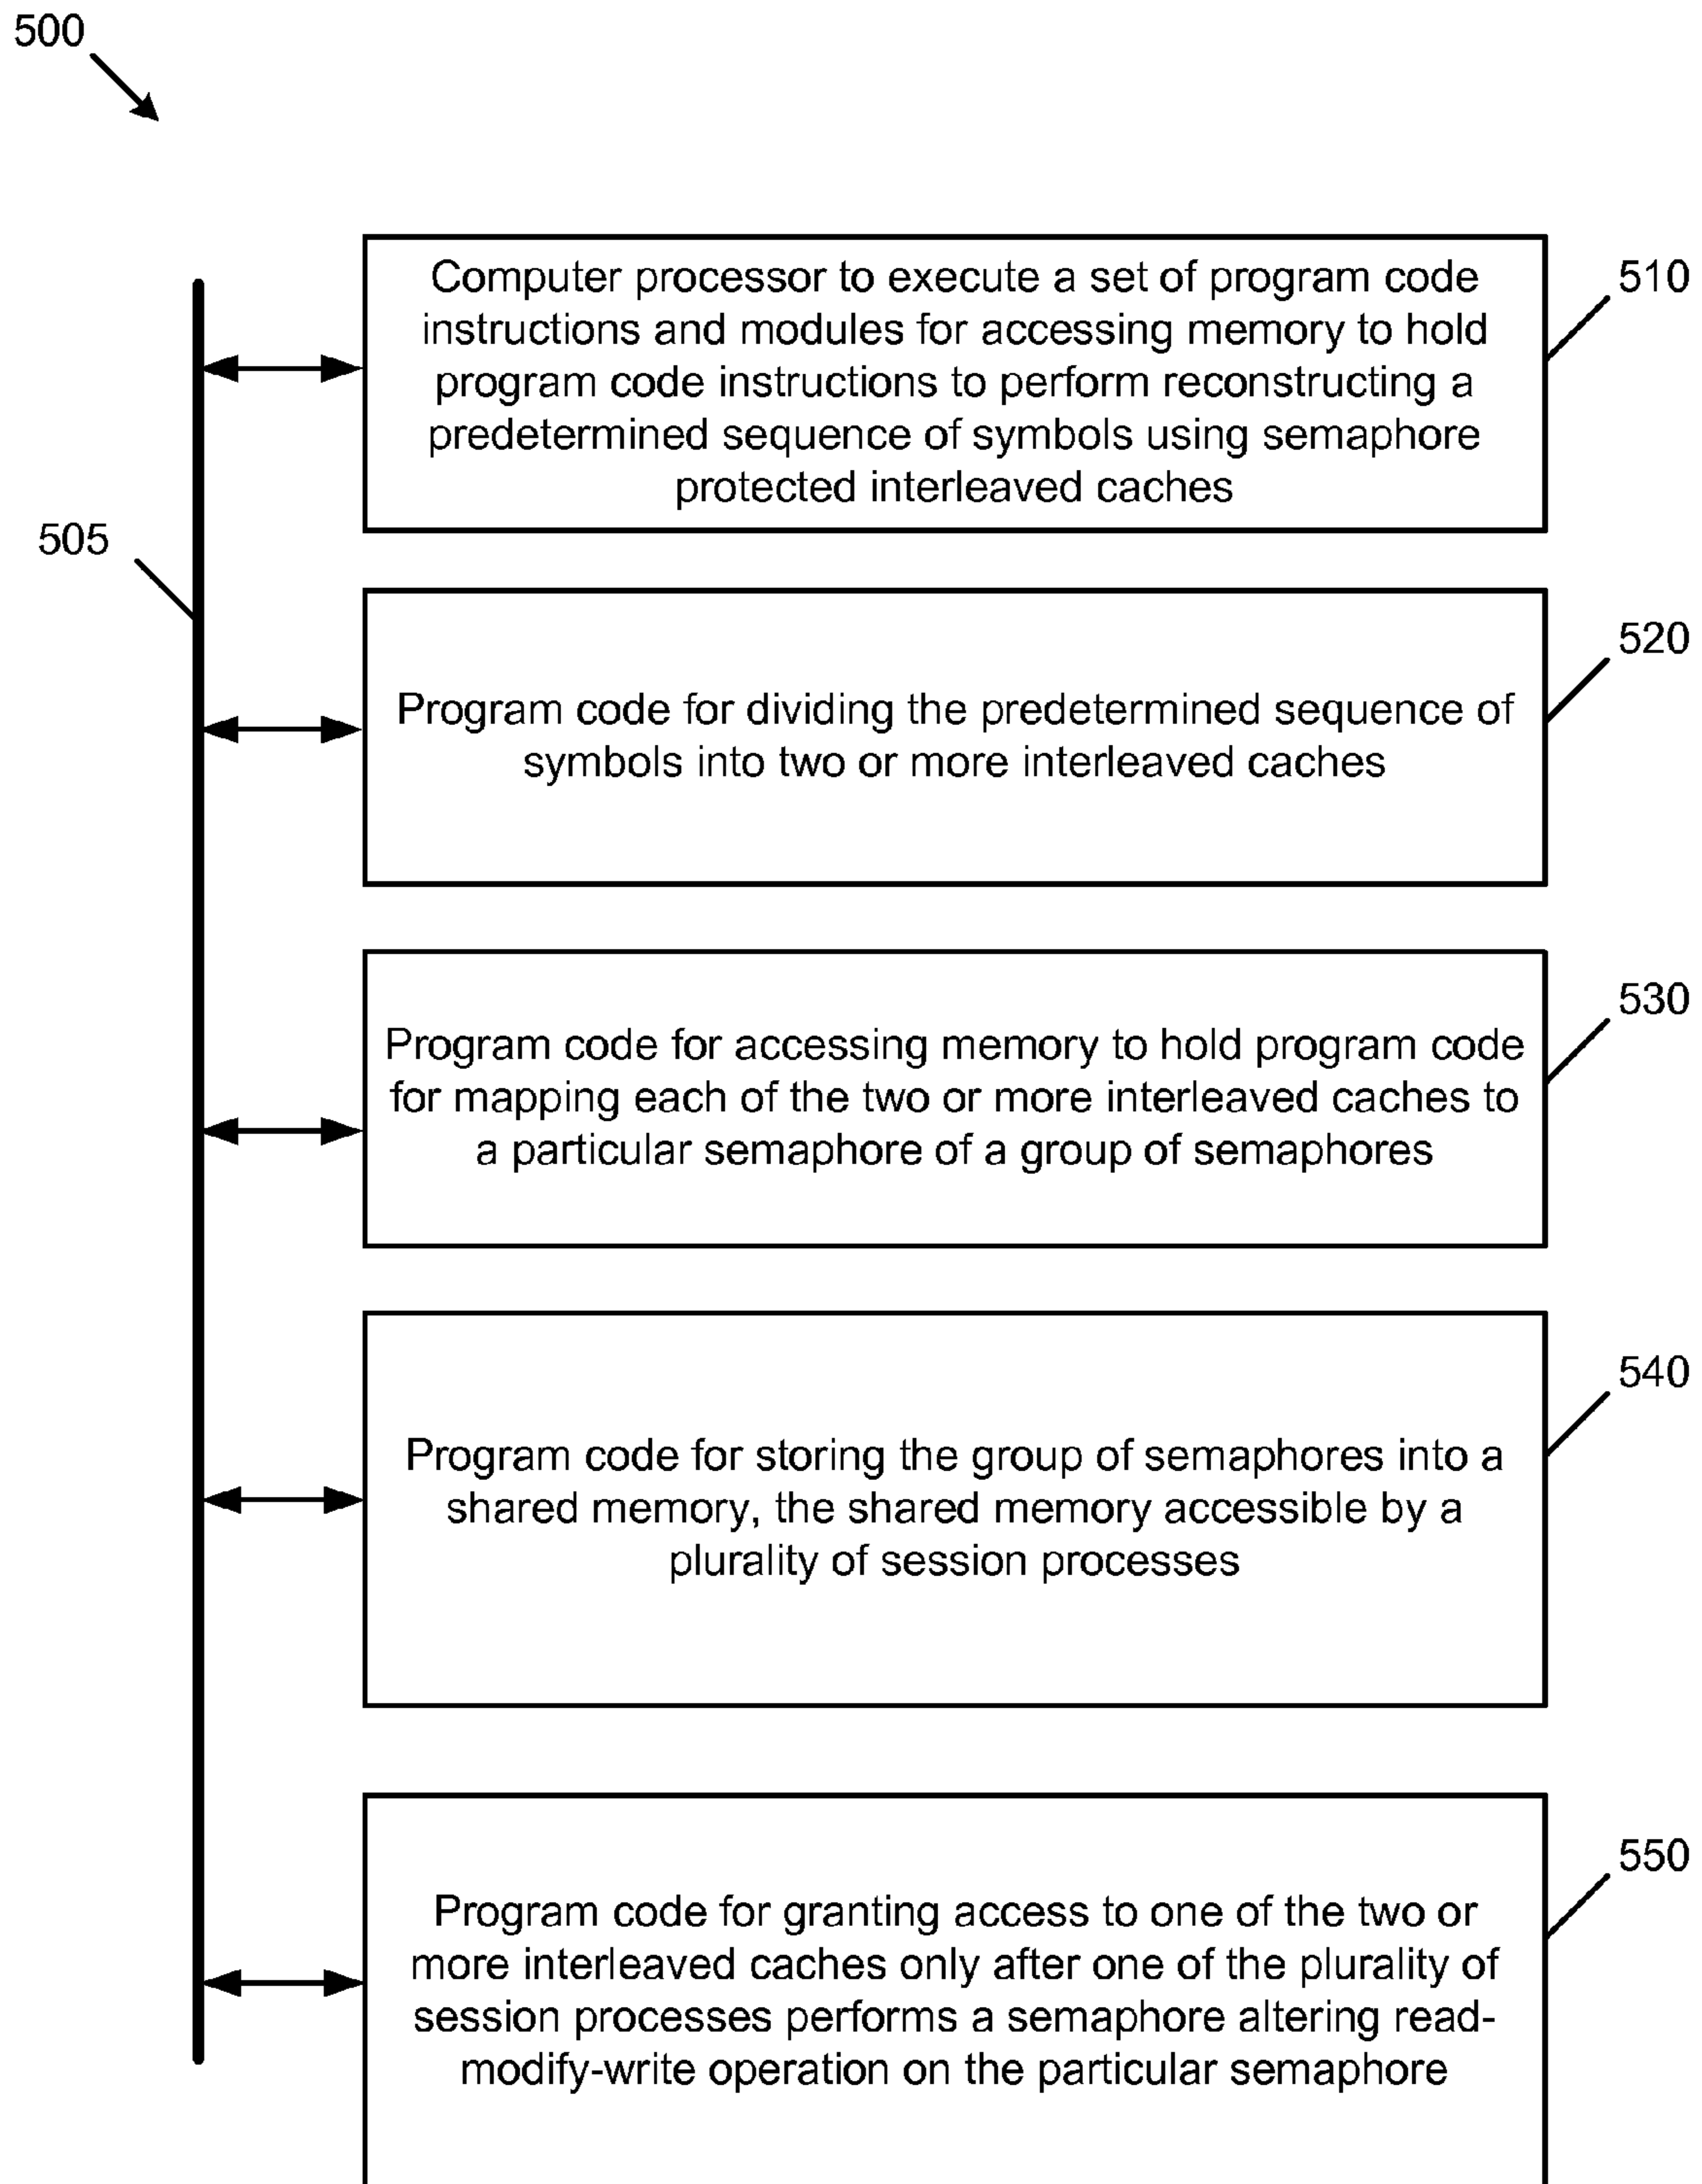 500
Computer processor to execute a set of program code
instructions and modules for accessing memory to hold
program code instructions to perform reconstructing a
predetermined sequence of symbols using semaphore
protected interleaved caches
510
505
Program code for dividing the predetermined sequence of
symbols into two or more interleaved caches
520
Program code for accessing memory to hold program code
for mapping each of the two or more interleaved caches to
a particular semaphore of a group of semaphores
530
Program code for storing the group of semaphores into a
shared memory, the shared memory accessible by a
plurality of session processes
540
Program code for granting access to one of the two or
more interleaved caches only after one of the plurality of
session processes performs a semaphore altering read-
modify-write operation on the particular semaphore
550